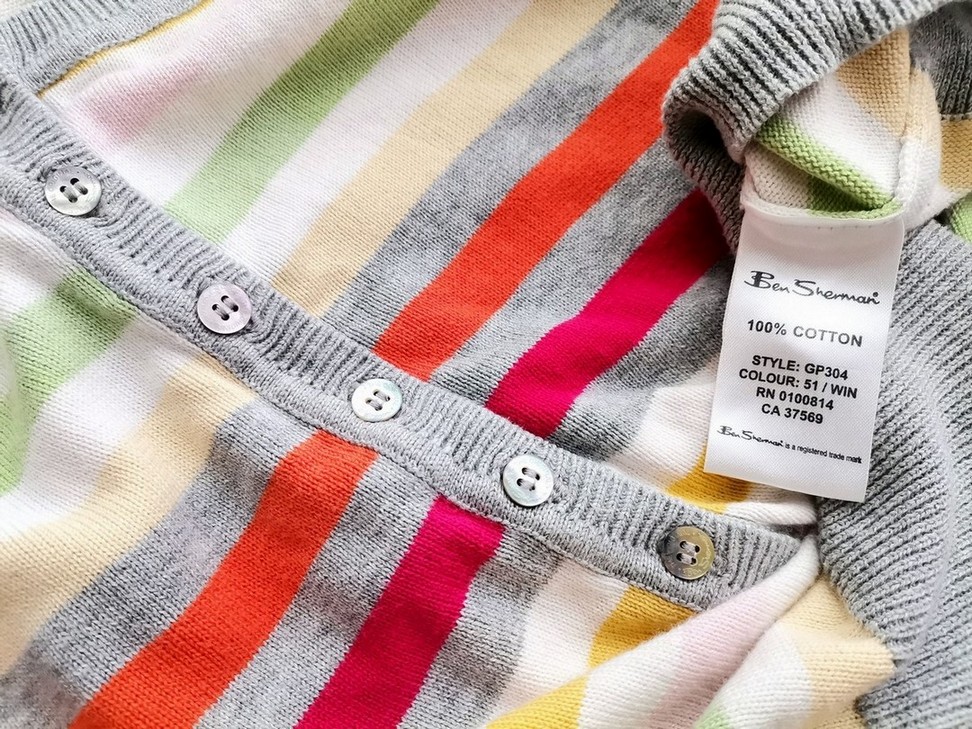 Ben Sherman
100% COTTON
STYLE: GP304
COLOUR: 51 / WIN
RN 0100814
CA 37569
Ben Sherman is a registered trade mark